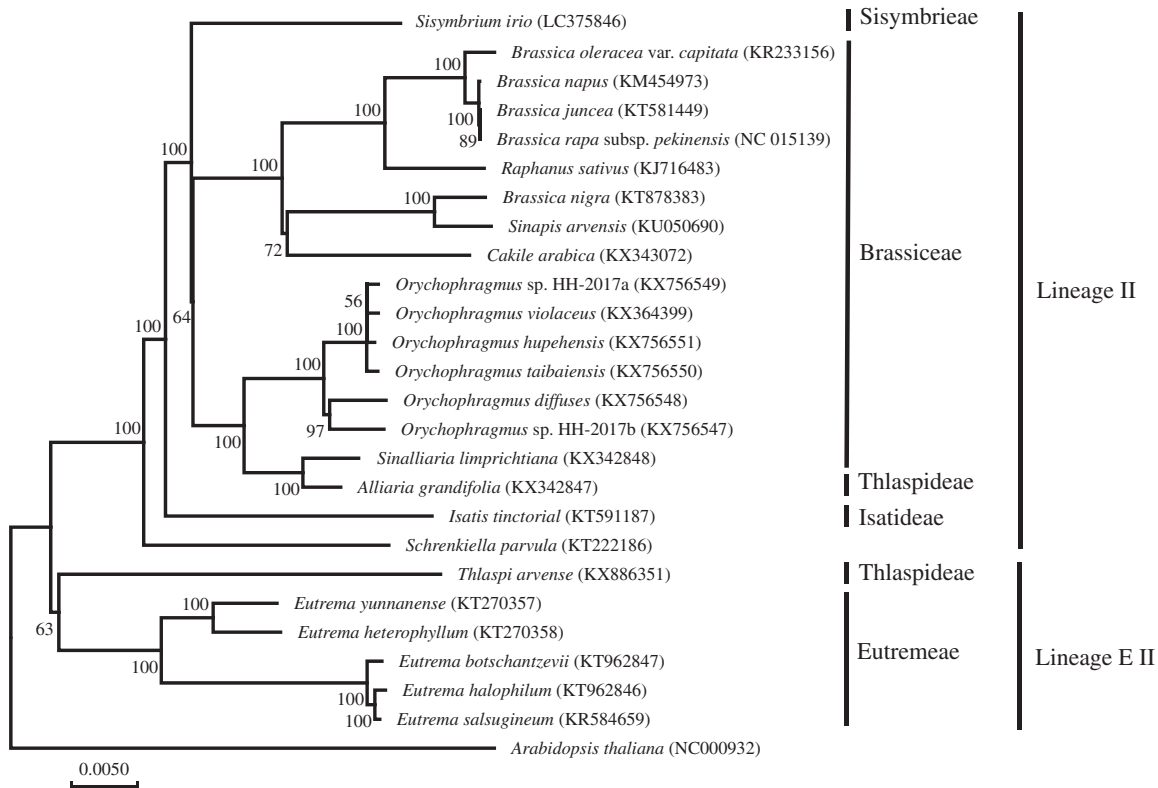 Sisymbrium irio (LC375846)
Sisymbrieae
Brassica oleracea var. capitata (KR233156)
100
Brassica napus (KM454973)
100
Brassica juncea (KT581449)
100
89
Brassica rapa subsp. pekinensis (NC 015139)
100
100
Raphanus sativus (KJ716483)
100
Brassica nigra (KT878383)
Sinapis arvensis (KU050690)
72
Cakile arabica (KX343072)
Brassiceae
Orychophragmus sp. HH-2017a (KX756549)
Lineage II
56
64
Orychophragmus violaceus (KX364399)
100
100
Orychophragmus hupehensis (KX756551)
100
Orychophragmus taibaiensis (KX756550)
Orychophragmus diffuses (KX756548)
100
100
97
Orychophragmus sp. HH-2017b (KX756547)
Sinalliaria limprichtiana (KX342848)
100
Alliaria grandifolia (KX342847)
Thlaspideae
Isatis tinctorial (KT591187)
Isatideae
Schrenkiella parvula (KT222186)
Thlaspi arvense (KX886351)
Thlaspideae
100
Eutrema yunnanense (KT270357)
63
Eutrema heterophyllum (KT270358)
100
Eutrema botschantzevii (KT962847)
Eutremeae
Lineage E II
Eutrema halophilum (KT962846)
100
100
Eutrema salsugineum (KR584659)
Arabidopsis thaliana (NC000932)
0.0050